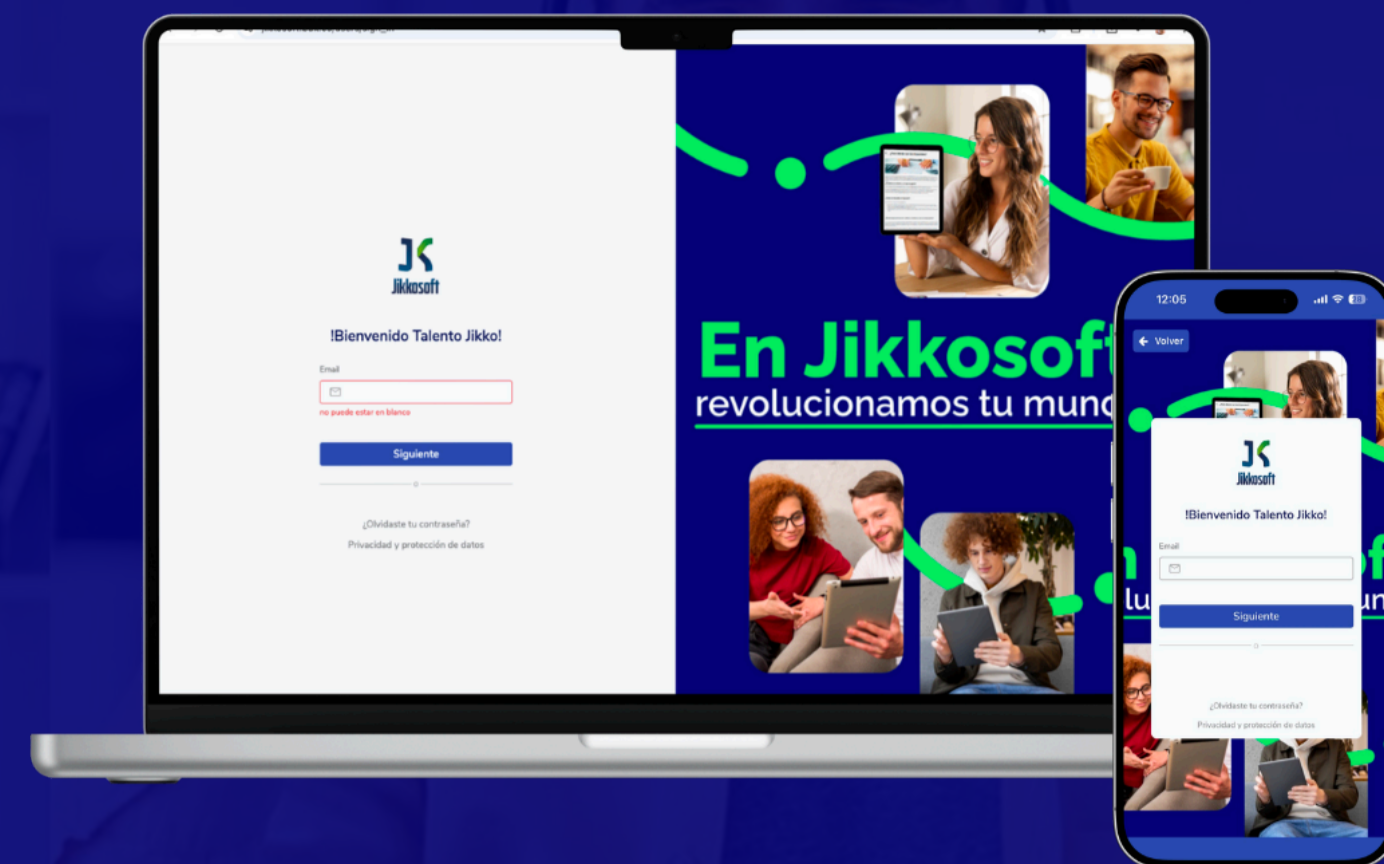 Jikkosoft
!Bienvenido Talento Jikko!
Email
no puede estar en blanco
Siguiente
o
¿Olvidaste tu contraseña?
Privacidad y protección de datos
En Jikkosoft
revolucionamos tu mund
12:05
Volver
Jikkosoft
!Bienvenido Talento Jikko!
Email
Siguiente
o
¿Olvidaste tu contraseña?
Privacidad y protección de datos